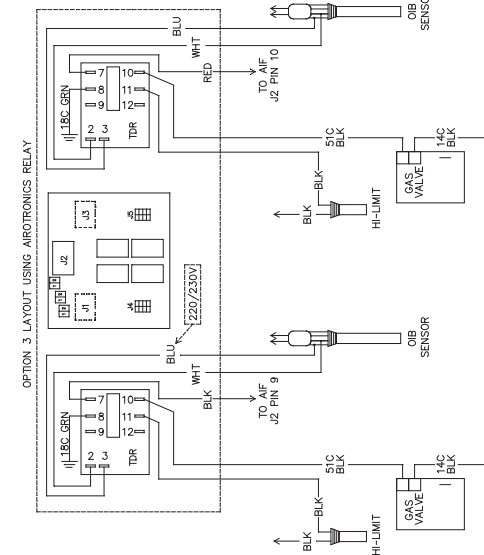 OPTION 3 LAYOUT USING AIROTRONICS RELAY
BLU
WHT
RED
TO AIF
J2 PIN 10
OIB
SENSOR
18C GRN
7 10
8 11
9 12
2 3
TDR
51C
BLK
14C
BLK
GAS
VALVE
BLK
BLK
HI-LIMIT
J3
J5
J2
J1
J4
220/230V
BLU
WHT
BLK
TO AIF
J2 PIN 9
OIB
SENSOR
18C GRN
7 10
8 11
9 12
2 3
TDR
51C
BLK
14C
BLK
GAS
VALVE
BLK
BLK
HI-LIMIT